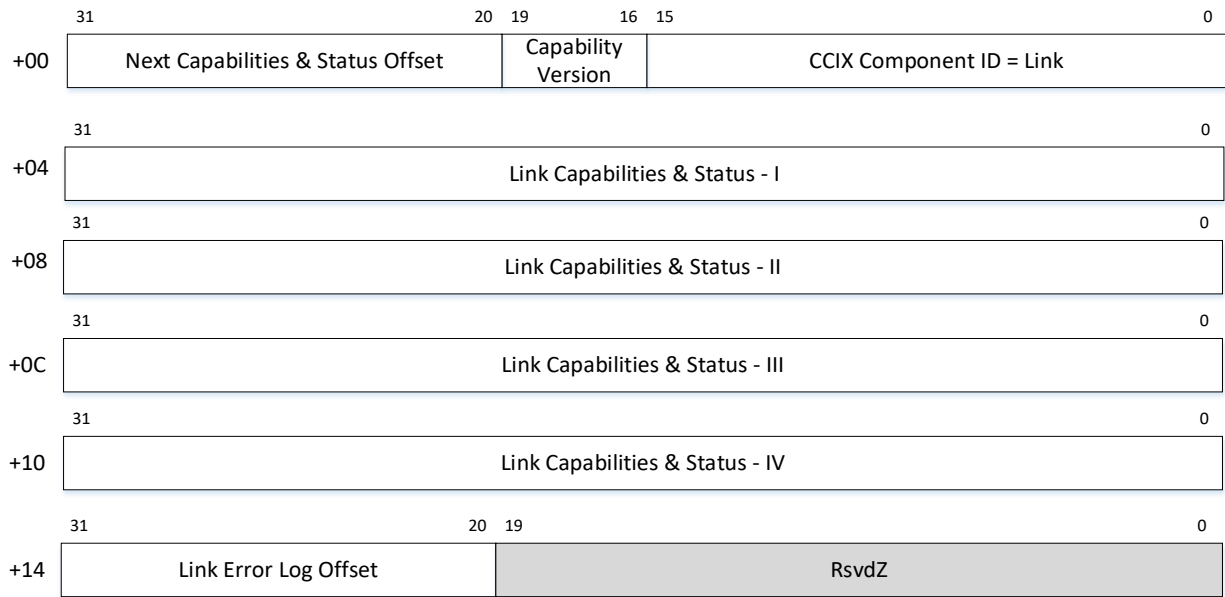 31 20 19 16 15 0
+00 Next Capabilities & Status Offset Capability Version CCIX Component ID = Link
31 0
+04 Link Capabilities & Status - I
31 0
+08 Link Capabilities & Status - II
31 0
+0C Link Capabilities & Status - III
31 0
+10 Link Capabilities & Status - IV
31 20 19 0
+14 Link Error Log Offset RsvdZ